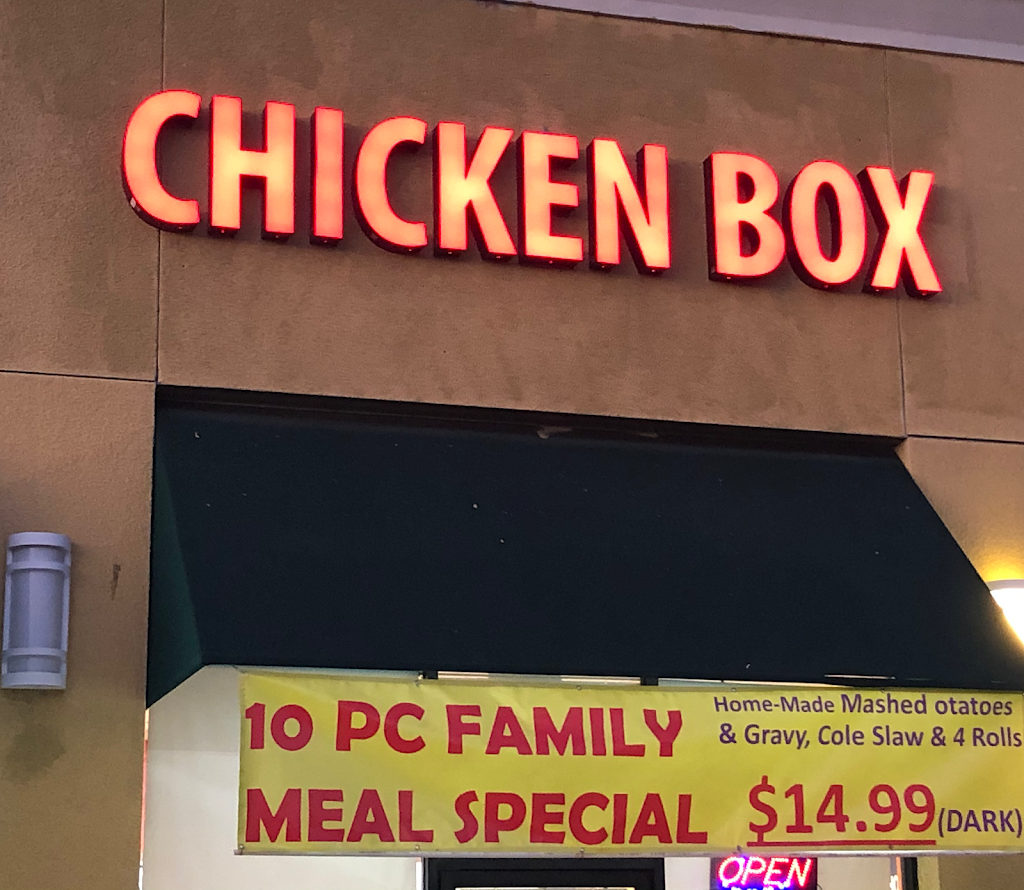 CHICKEN BOX
10 PC FAMILY
MEAL SPECIAL
Home-Made Mashed otatoes
& Gravy, Cole Slaw & 4 Rolls
$14.99 (DARK)
OPEN